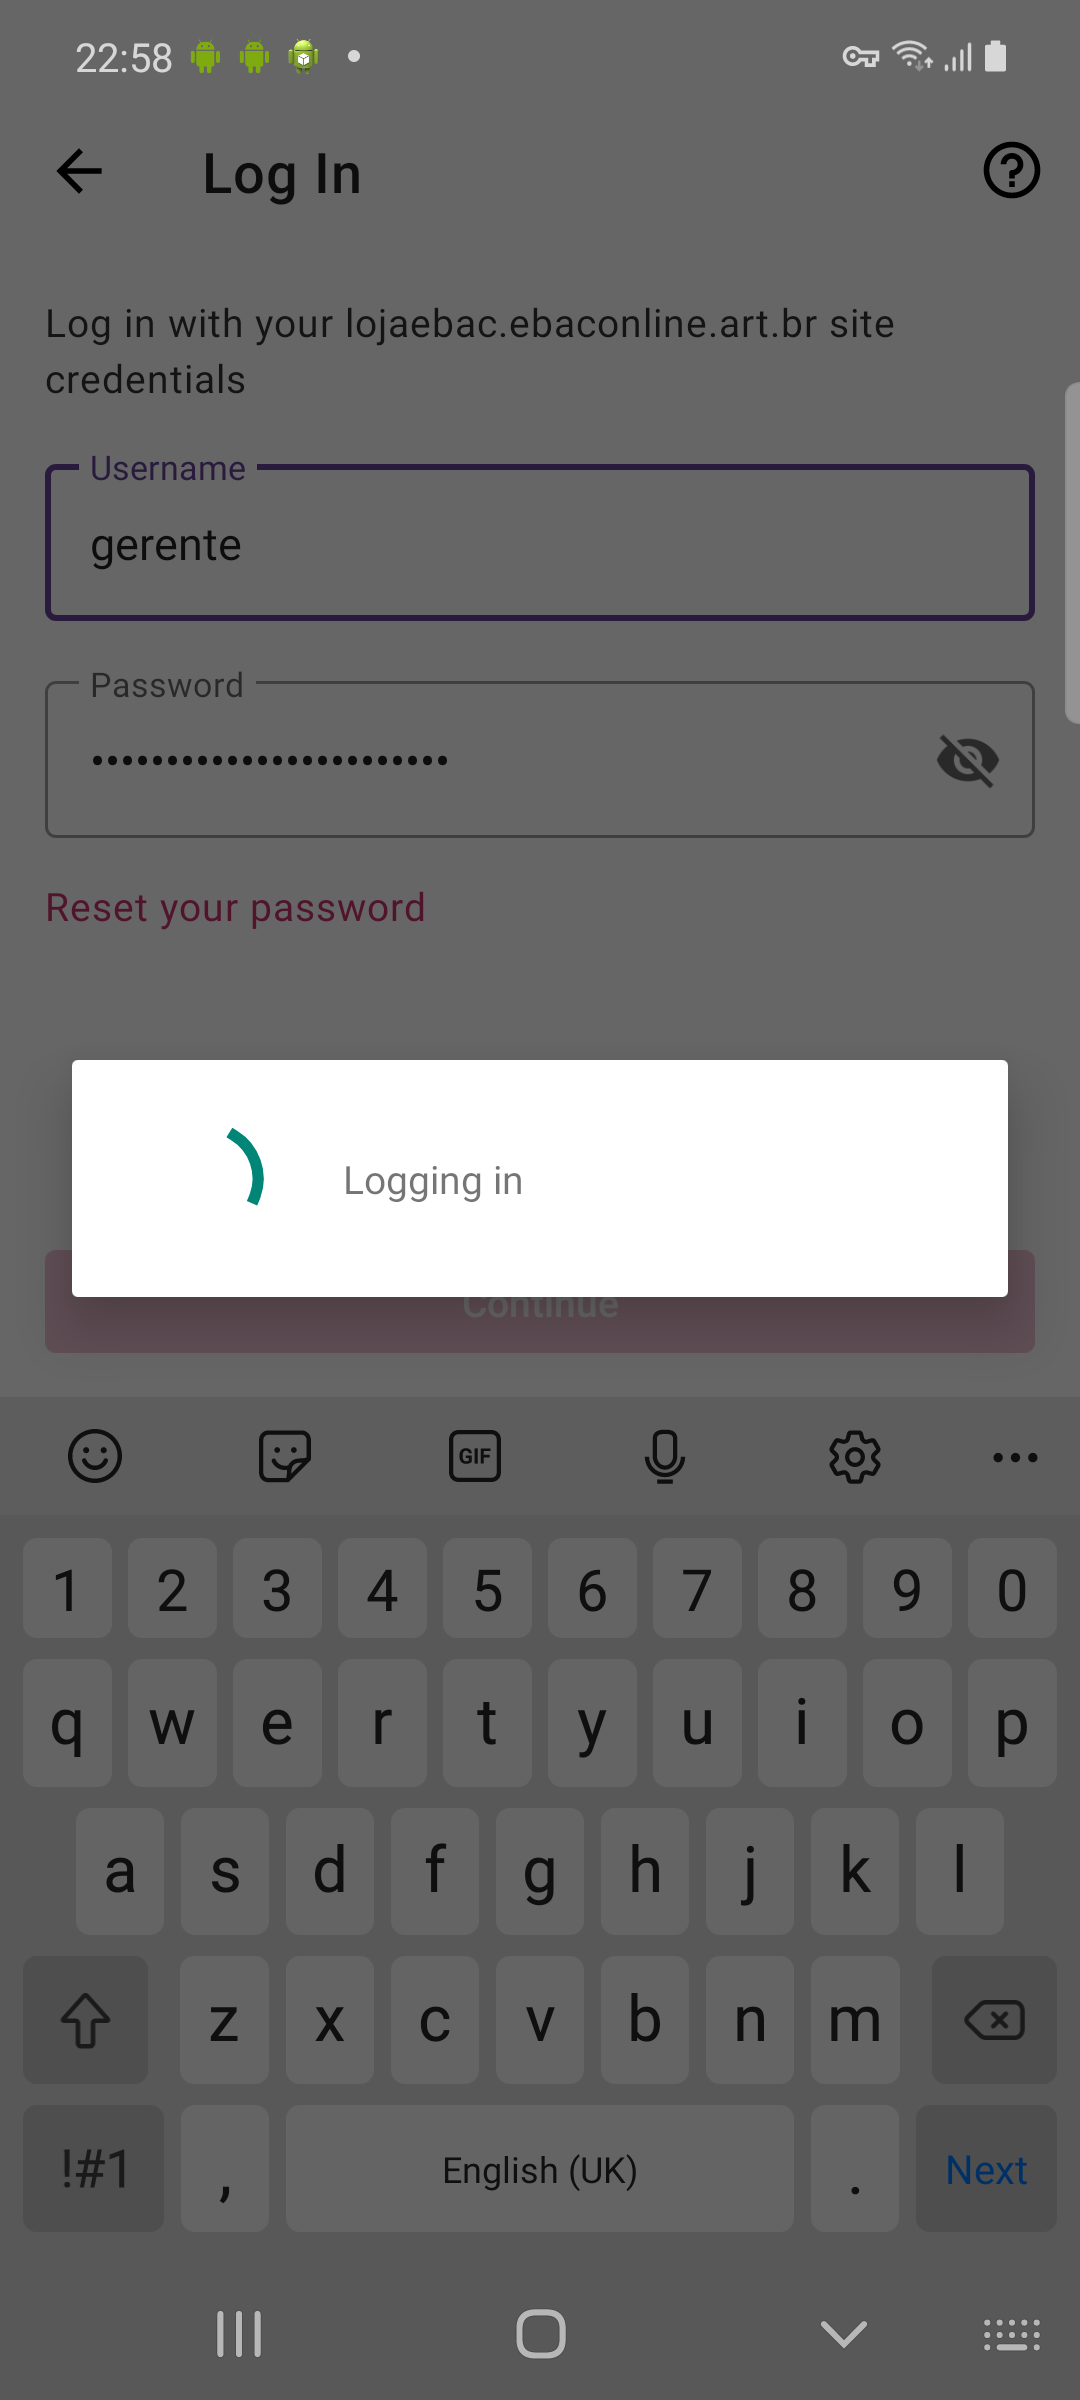 22:58
Log In
Log in with your lojaebac.ebaconline.art.br site
credentials
Username
gerente
Password
••••••••••••••••••••••••
Reset your password
Logging in
Continue
GIF
1 2 3 4 5 6 7 8 9 0
q w e r t y u i o p
a s d f g h j k l
z x c v b n m
!#1 , English (UK) . Next